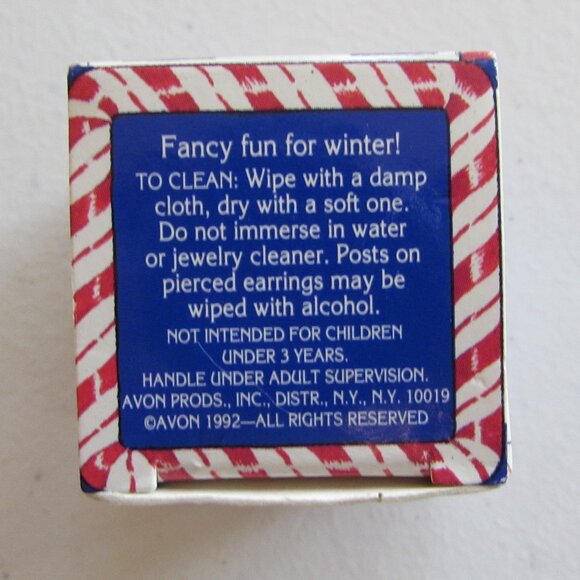 Fancy fun for winter!
TO CLEAN: Wipe with a damp
cloth, dry with a soft one.
Do not immerse in water
or jewelry cleaner. Posts on
pierced earrings may be
wiped with alcohol.
NOT INTENDED FOR CHILDREN
UNDER 3 YEARS.
HANDLE UNDER ADULT SUPERVISION.
AVON PRODS., INC., DISTR., N.Y., N.Y. 10019
©AVON 1992—ALL RIGHTS RESERVED